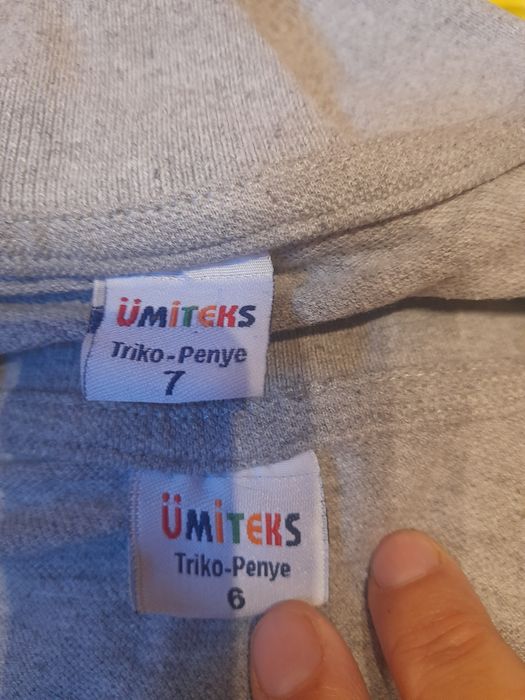 ÜMİTEKS
Triko-Penye
7
ÜMİTEKS
Triko-Penye
6